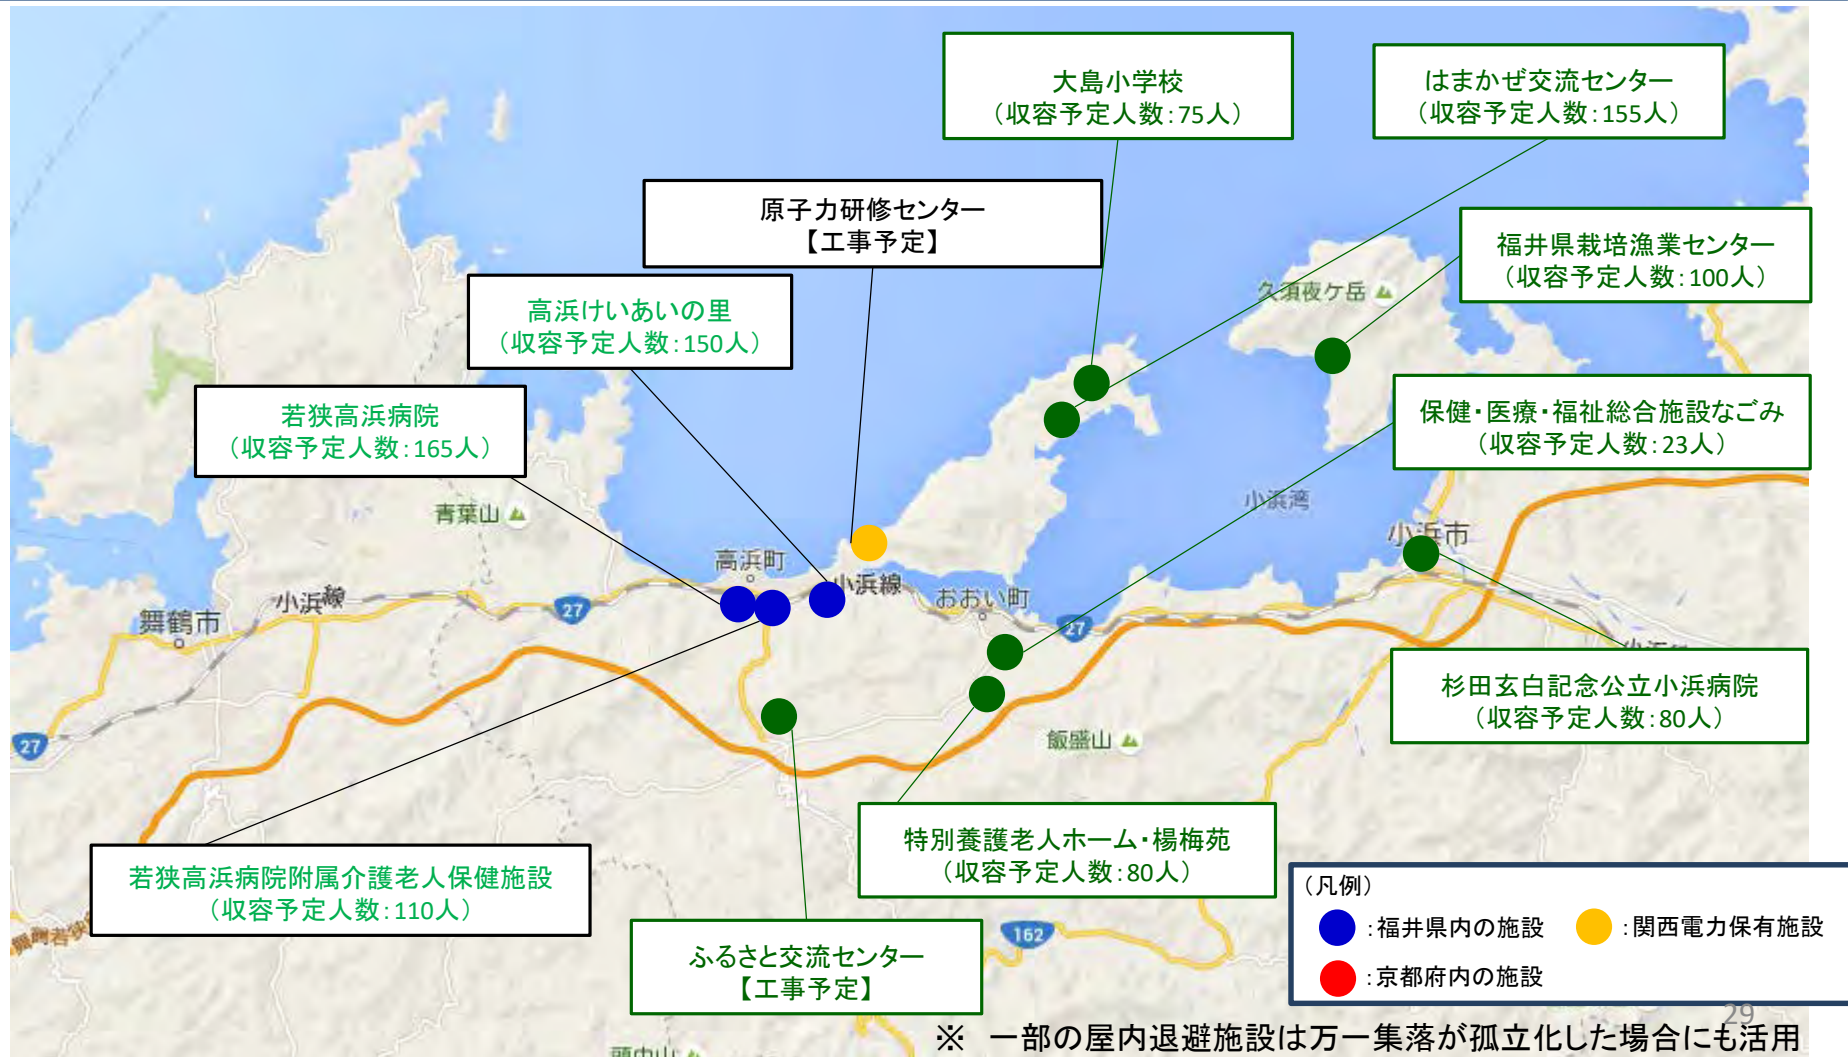 大島小学校
（収容予定人数：75人）
はまかぜ交流センター
（収容予定人数：155人）
原子力研修センター
【工事予定】
福井県栽培漁業センター
（収容予定人数：100人）
久須夜ケ岳
高浜けいあいの里
（収容予定人数：150人）
若狭高浜病院
（収容予定人数：165人）
保健・医療・福祉総合施設なごみ
（収容予定人数：23人）
青葉山
小浜湾
小浜市
高浜町
小浜線
おおい町
小浜線
舞鶴市
27
27
27
杉田玄白記念公立小浜病院
（収容予定人数：80人）
飯盛山
特別養護老人ホーム・楊梅苑
（収容予定人数：80人）
若狭高浜病院附属介護老人保健施設
（収容予定人数：110人）
ふるさと交流センター
【工事予定】
162
（凡例）
：福井県内の施設
：関西電力保有施設
：京都府内の施設
29
※　一部の屋内退避施設は万一集落が孤立化した場合にも活用